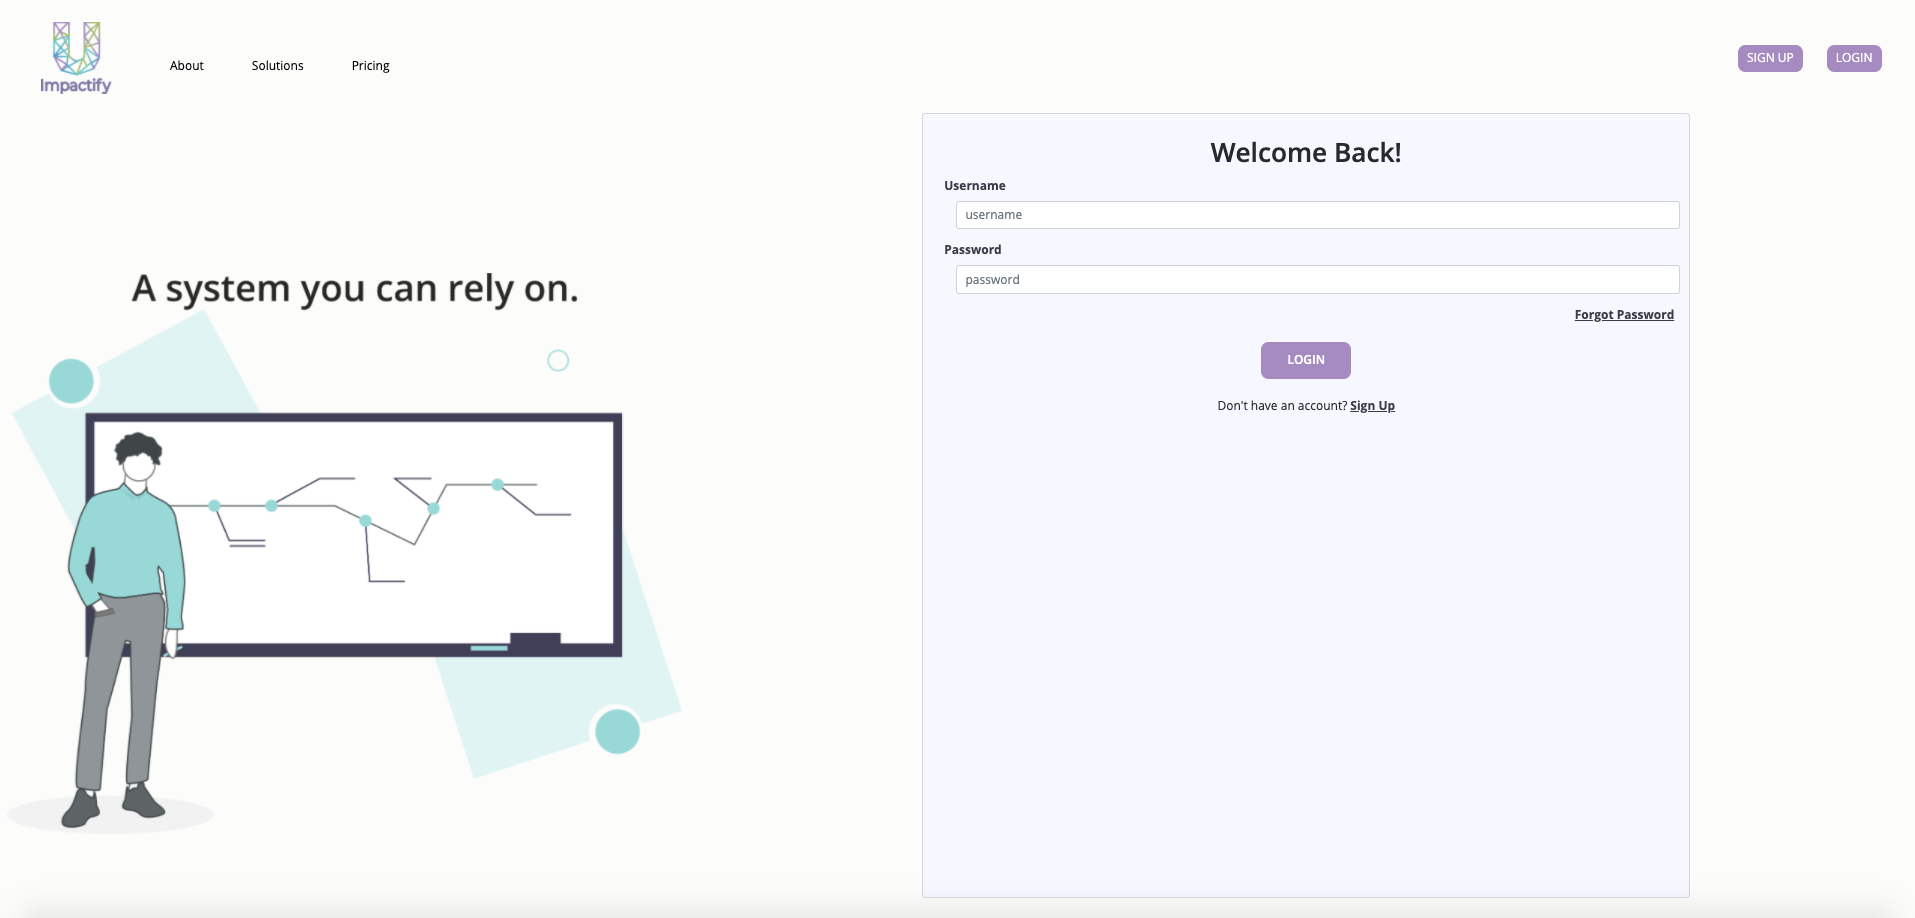 Impactify
About
Solutions
Pricing
SIGN UP
LOGIN
A system you can rely on.
Welcome Back!
Username
username
Password
password
Forgot Password
LOGIN
Don't have an account? Sign Up